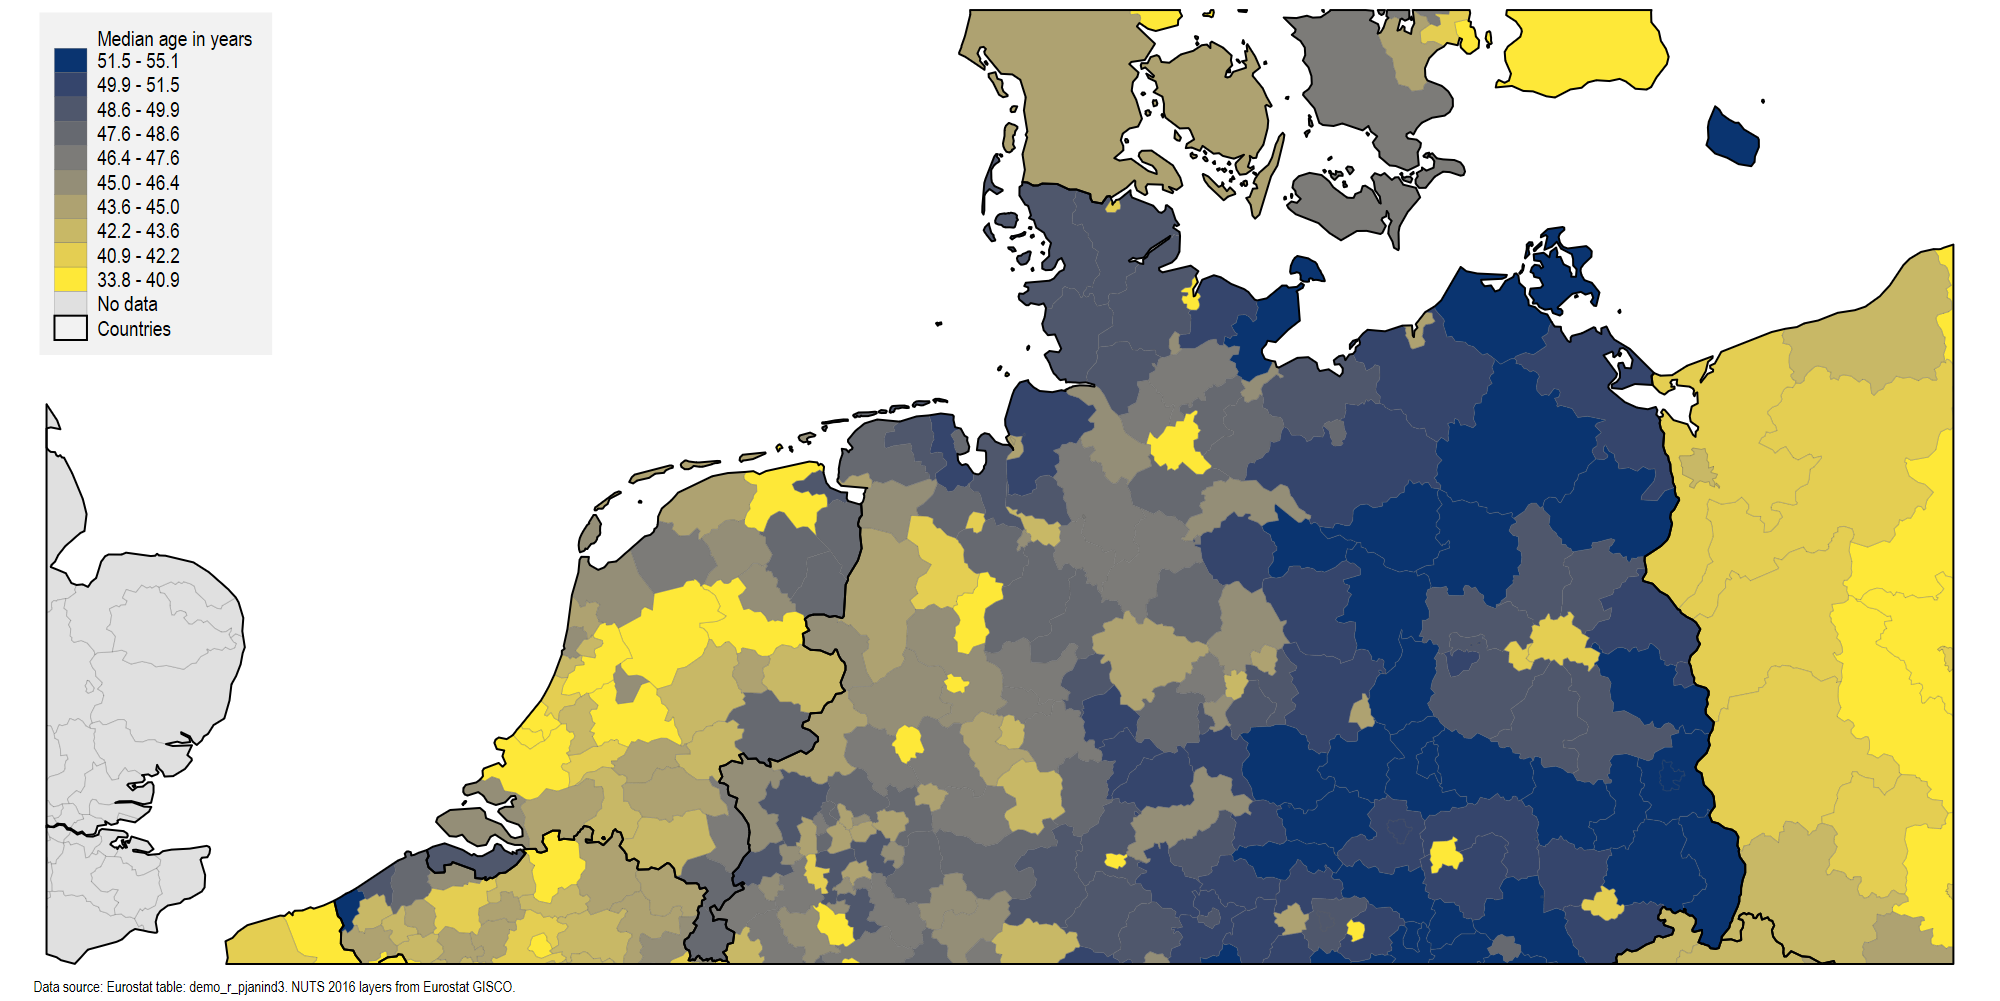 Median age in years
51.5 - 55.1
49.9 - 51.5
48.6 - 49.9
47.6 - 48.6
46.4 - 47.6
45.0 - 46.4
43.6 - 45.0
42.2 - 43.6
40.9 - 42.2
33.8 - 40.9
No data
Countries
Data source: Eurostat table: demo_r_pjanind3. NUTS 2016 layers from Eurostat GISCO.